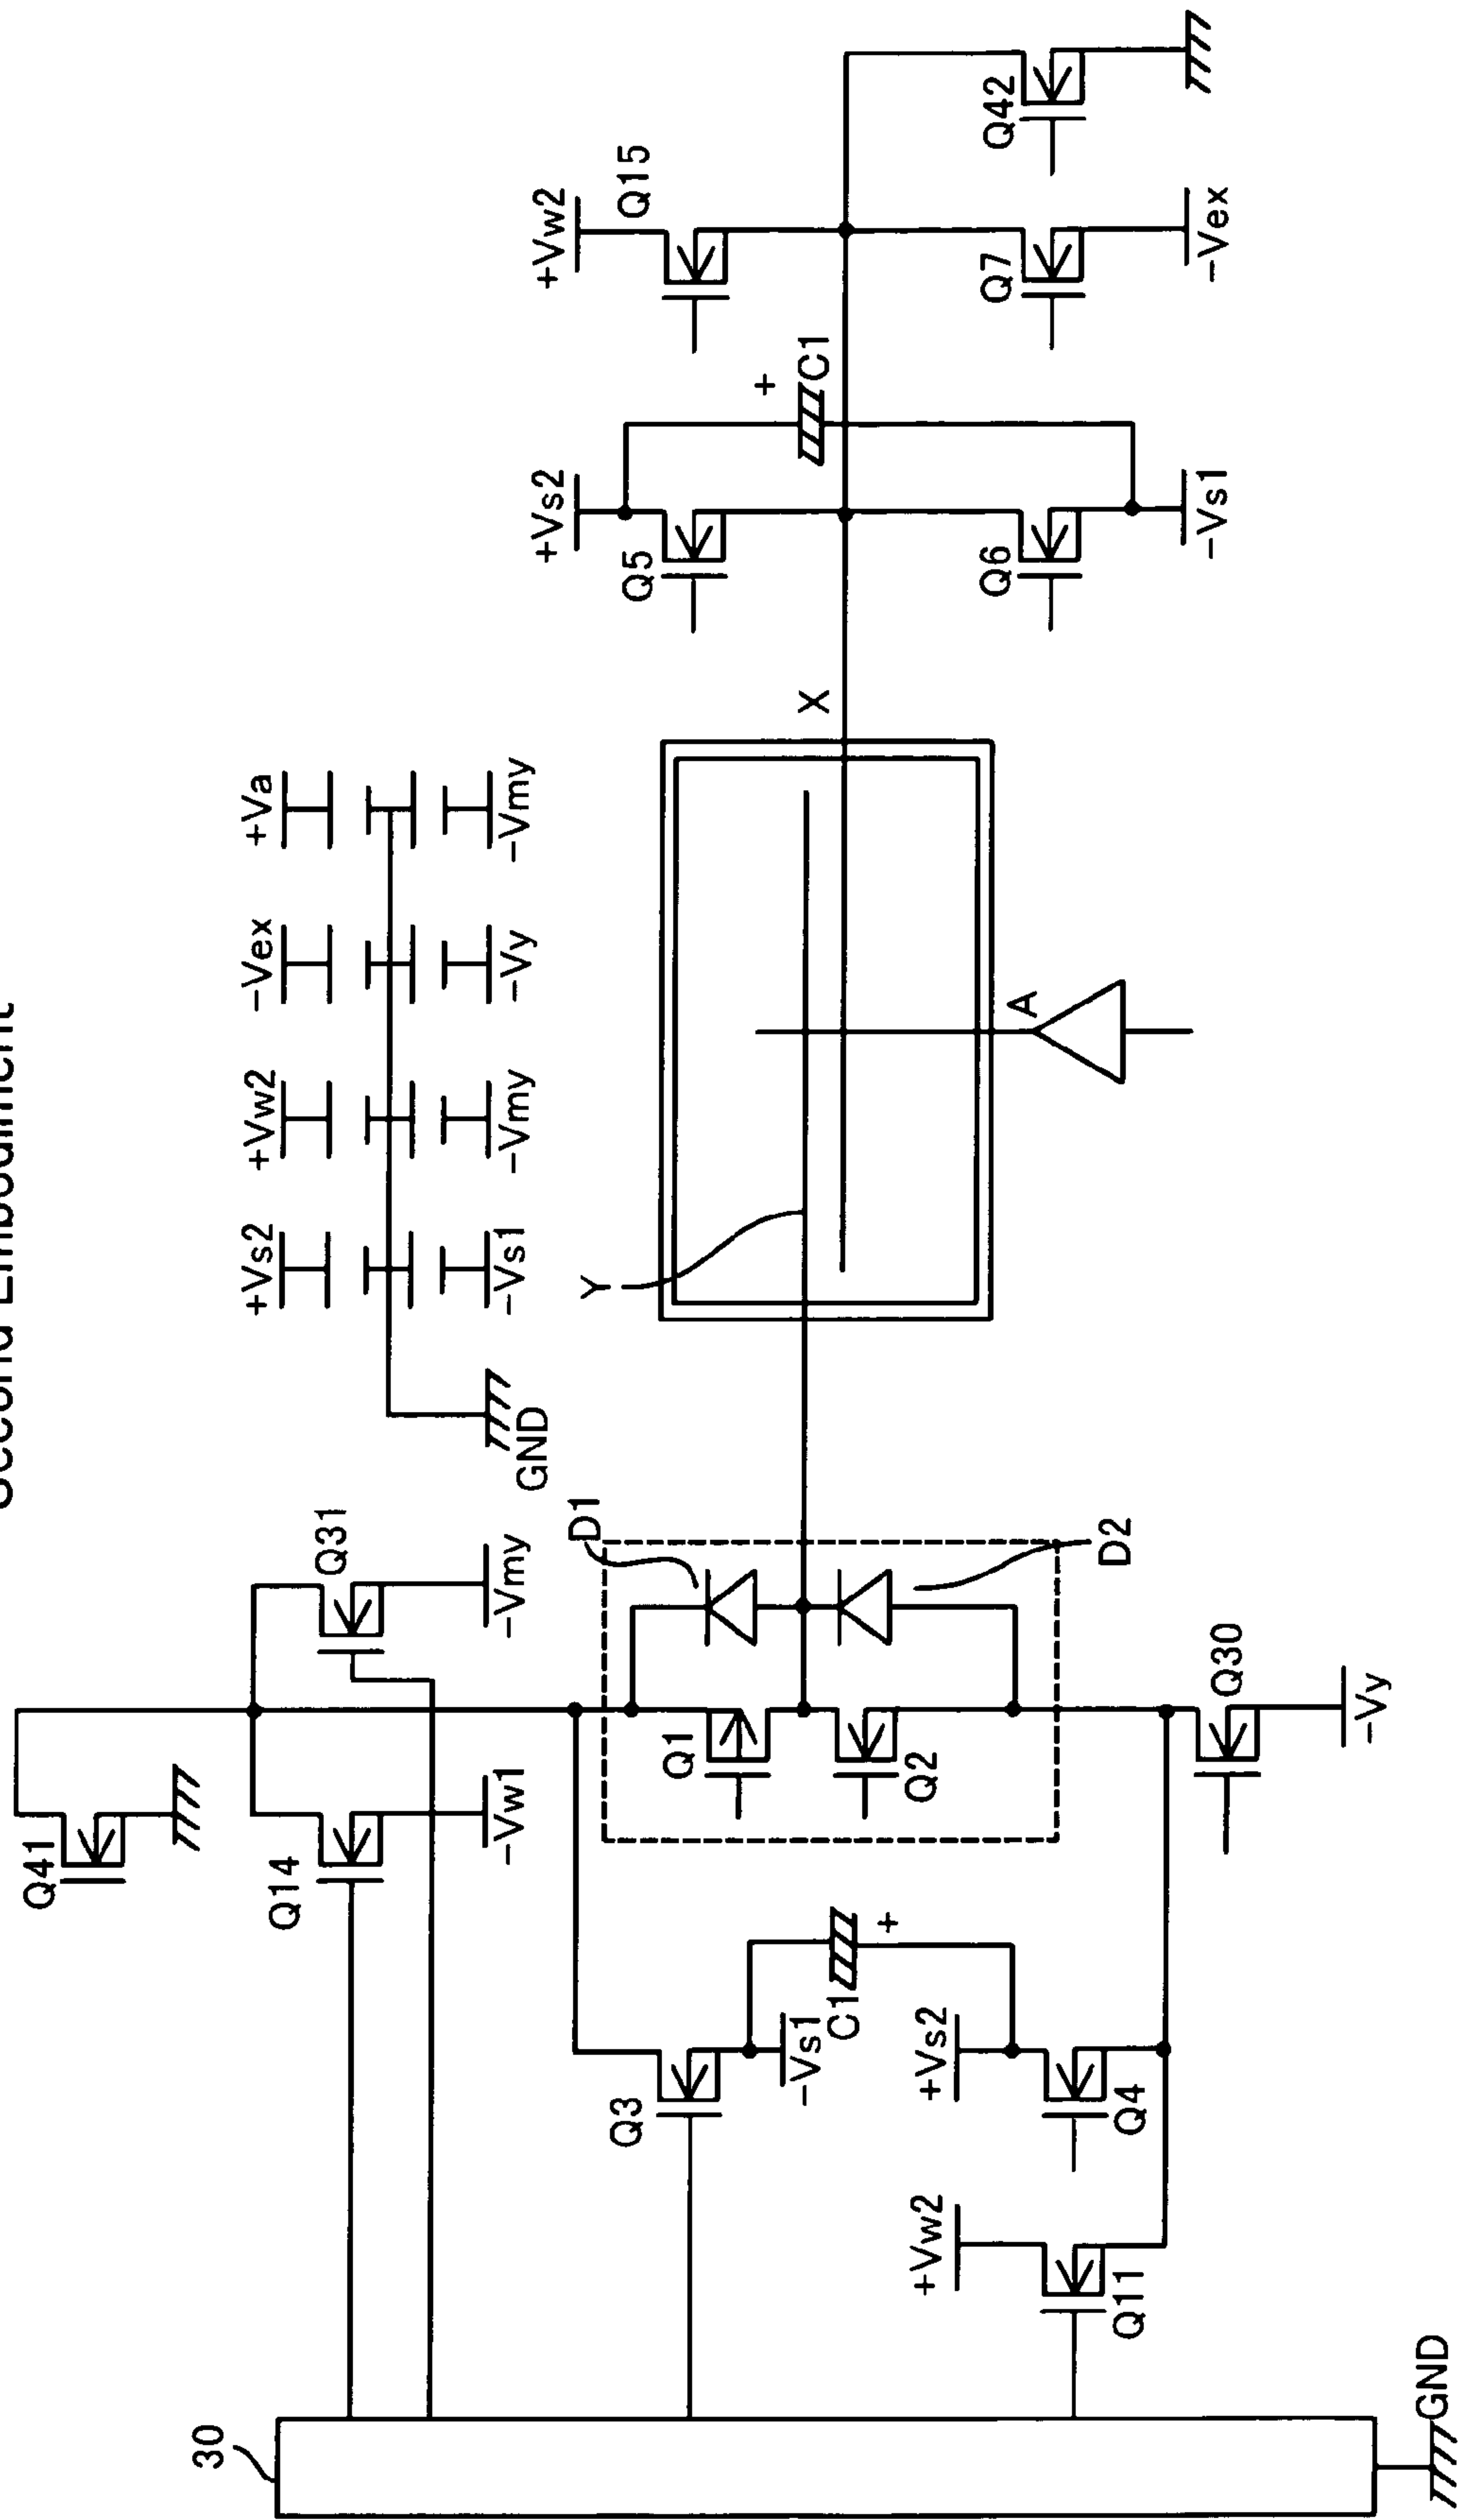 Second Embodiment
30
Q41
Q14
-Vw1
Q31
-Vmy
Q3
-Vs1
C1
+
+Vs2
Q4
+Vw2
Q11
GND
Q1
Q2
D1
D2
Q30
-Vy
GND
+Vs2
-Vs1
+Vw2
-Vmy
-Vex
-Vy
+Va
-Vmy
Y
X
A
+Vs2
Q5
Q6
-Vs1
+
C1
+Vw2
Q15
Q7
-Vex
Q42